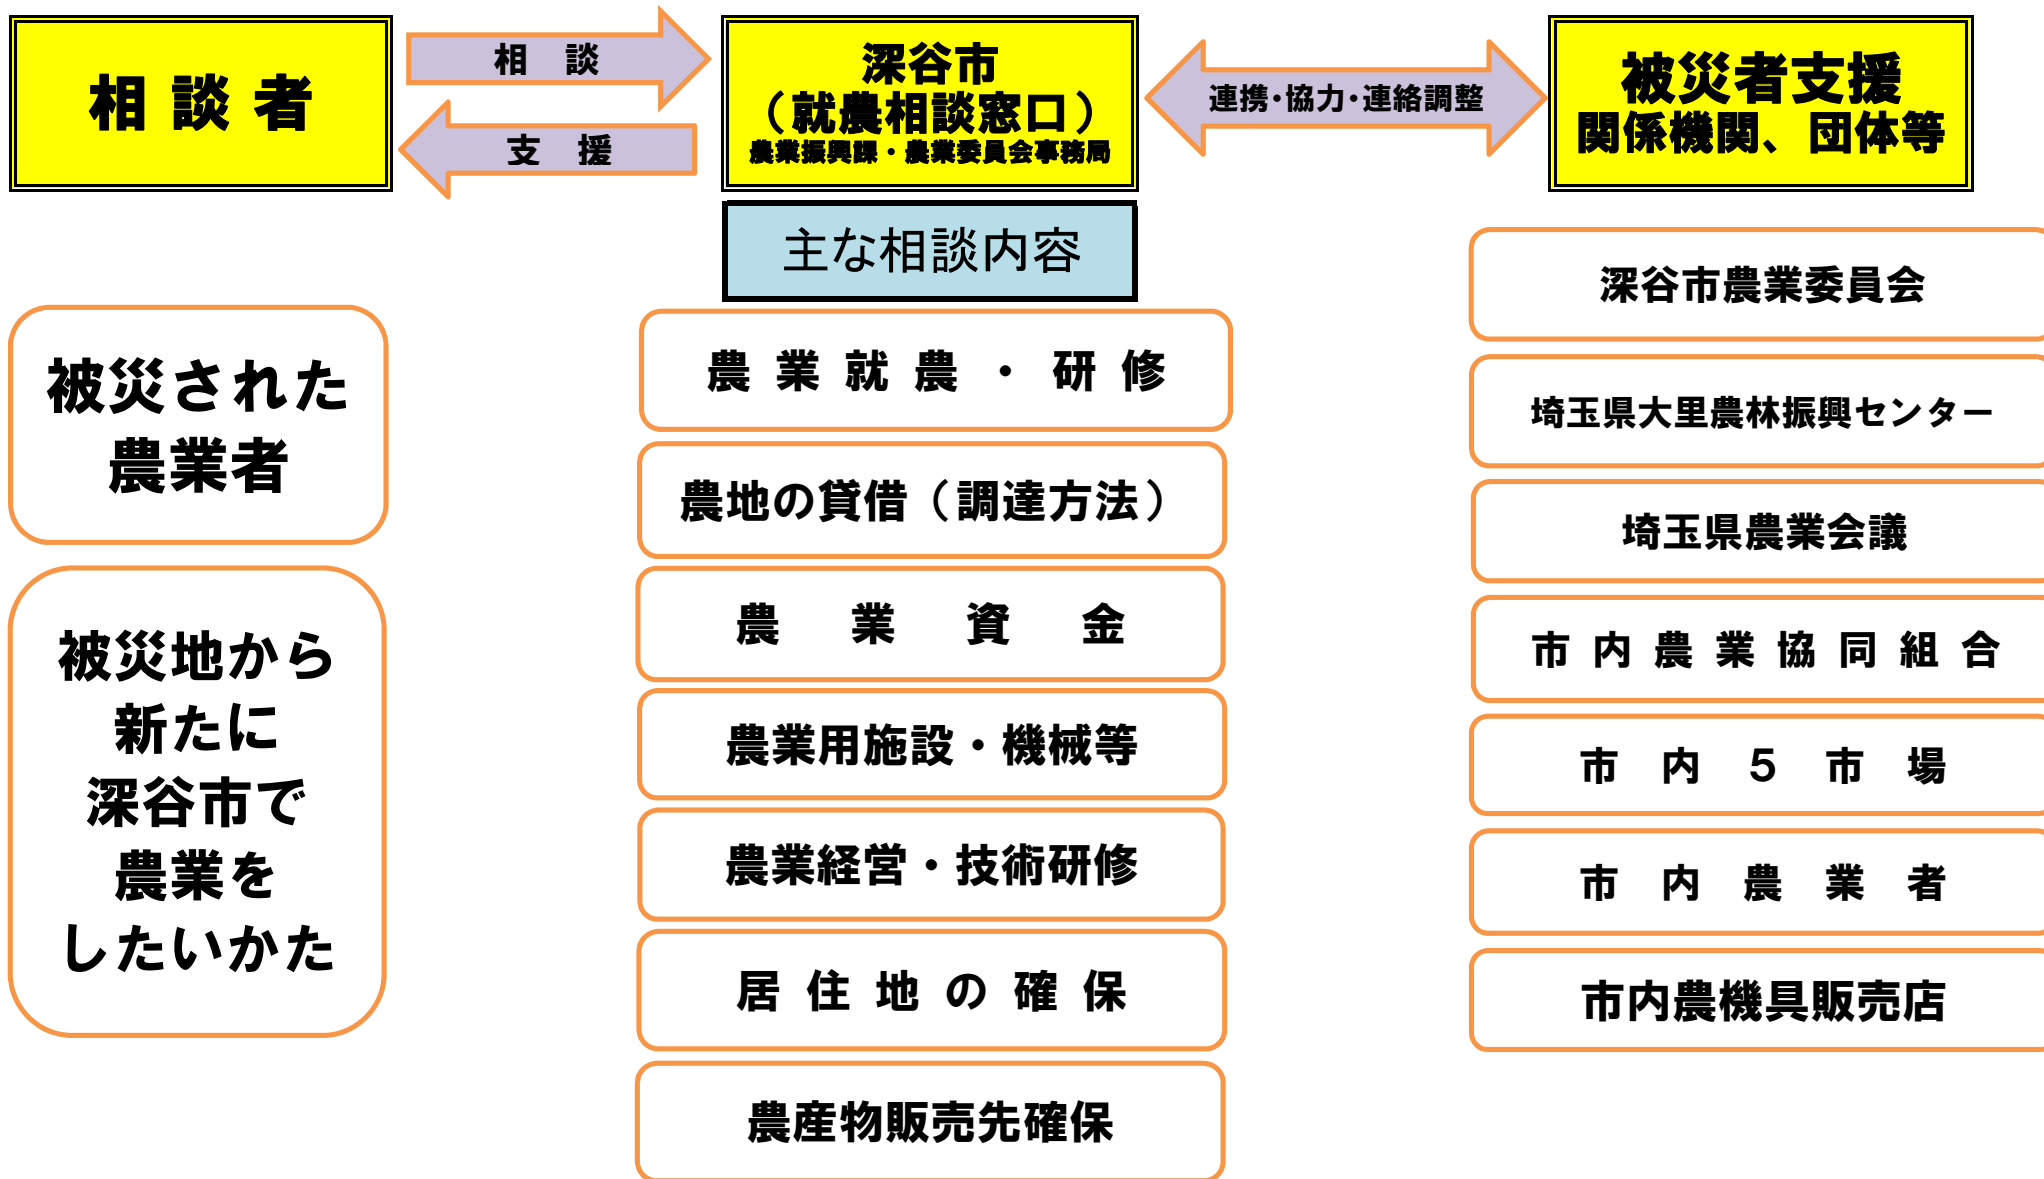 相談者
相　談
支　援
深谷市
（就農相談窓口）
農業振興課・農業委員会事務局
連携・協力・連絡調整
被災者支援
関係機関、団体等
被災された
農業者
被災地から
新たに
深谷市で
農業を
したいかた
主な相談内容
農業就農・研修
農地の貸借（調達方法）
農業資金
農業用施設・機械等
農業経営・技術研修
居住地の確保
農産物販売先確保
深谷市農業委員会
埼玉県大里農林振興センター
埼玉県農業会議
市内農業協同組合
市内５市場
市内農業者
市内農機具販売店